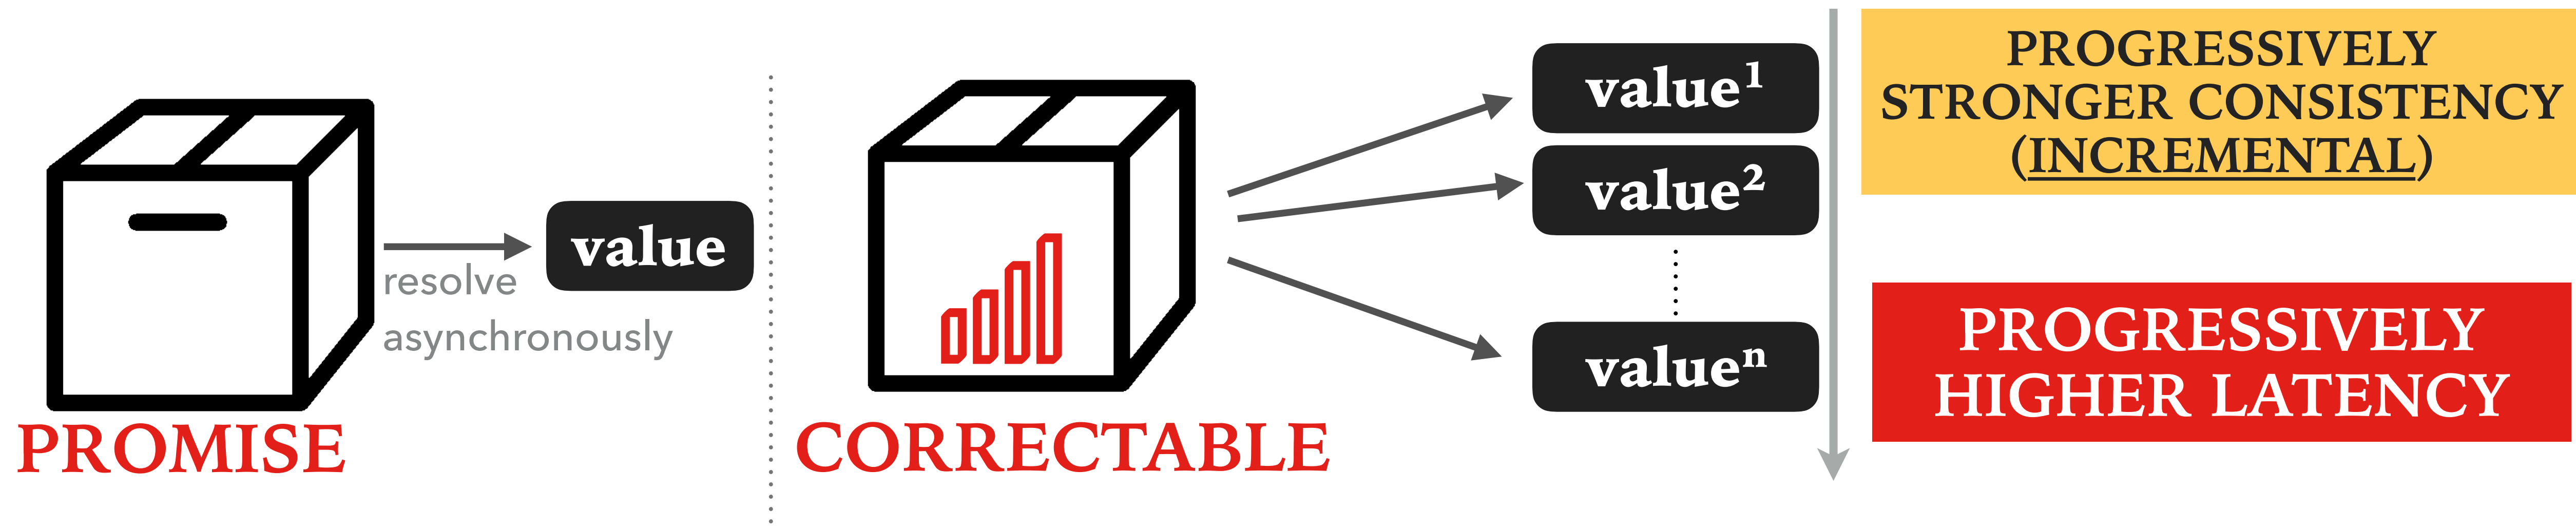 resolve
asynchronously
value
PROMISE
CORRECTABLE
value¹
value²
valueⁿ
PROGRESSIVELY
STRONGER CONSISTENCY
(INCREMENTAL)
PROGRESSIVELY
HIGHER LATENCY